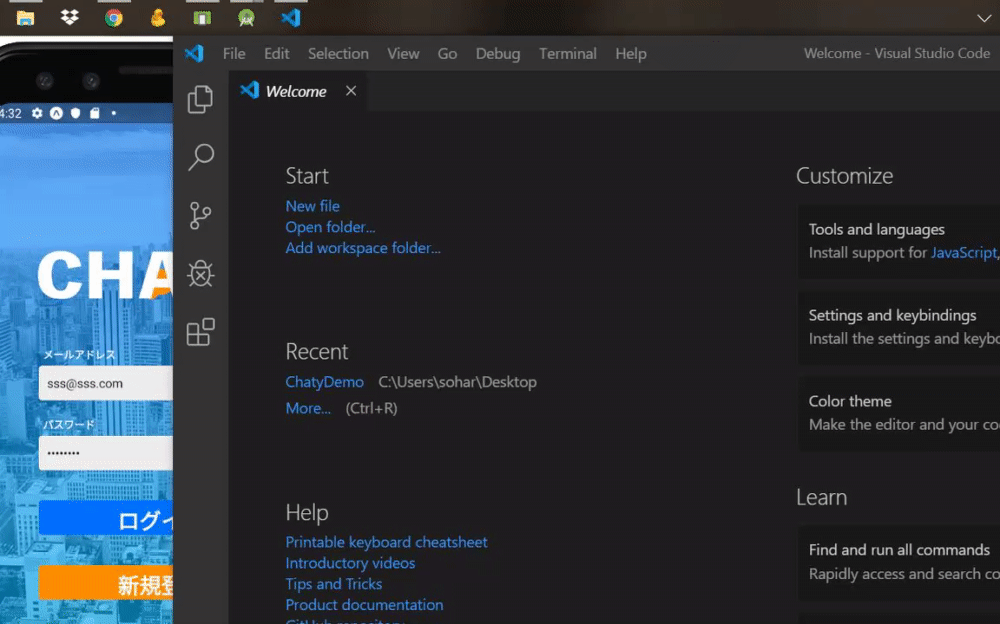 File Edit Selection View Go Debug Terminal Help Welcome - Visual Studio Code
Welcome
4:32
CHA
メールアドレス
sss@sss.com
パスワード
••••••••
ログイ
新規登
Start
New file
Open folder...
Add workspace folder...
Recent
ChatyDemo C:\Users\sohar\Desktop
More... (Ctrl+R)
Help
Printable keyboard cheatsheet
Introductory videos
Tips and Tricks
Product documentation
GitHub repository
Customize
Tools and languages
Install support for JavaScript,
Settings and keybindings
Install the settings and keybo
Color theme
Make the editor and your co
Learn
Find and run all commands
Rapidly access and search co